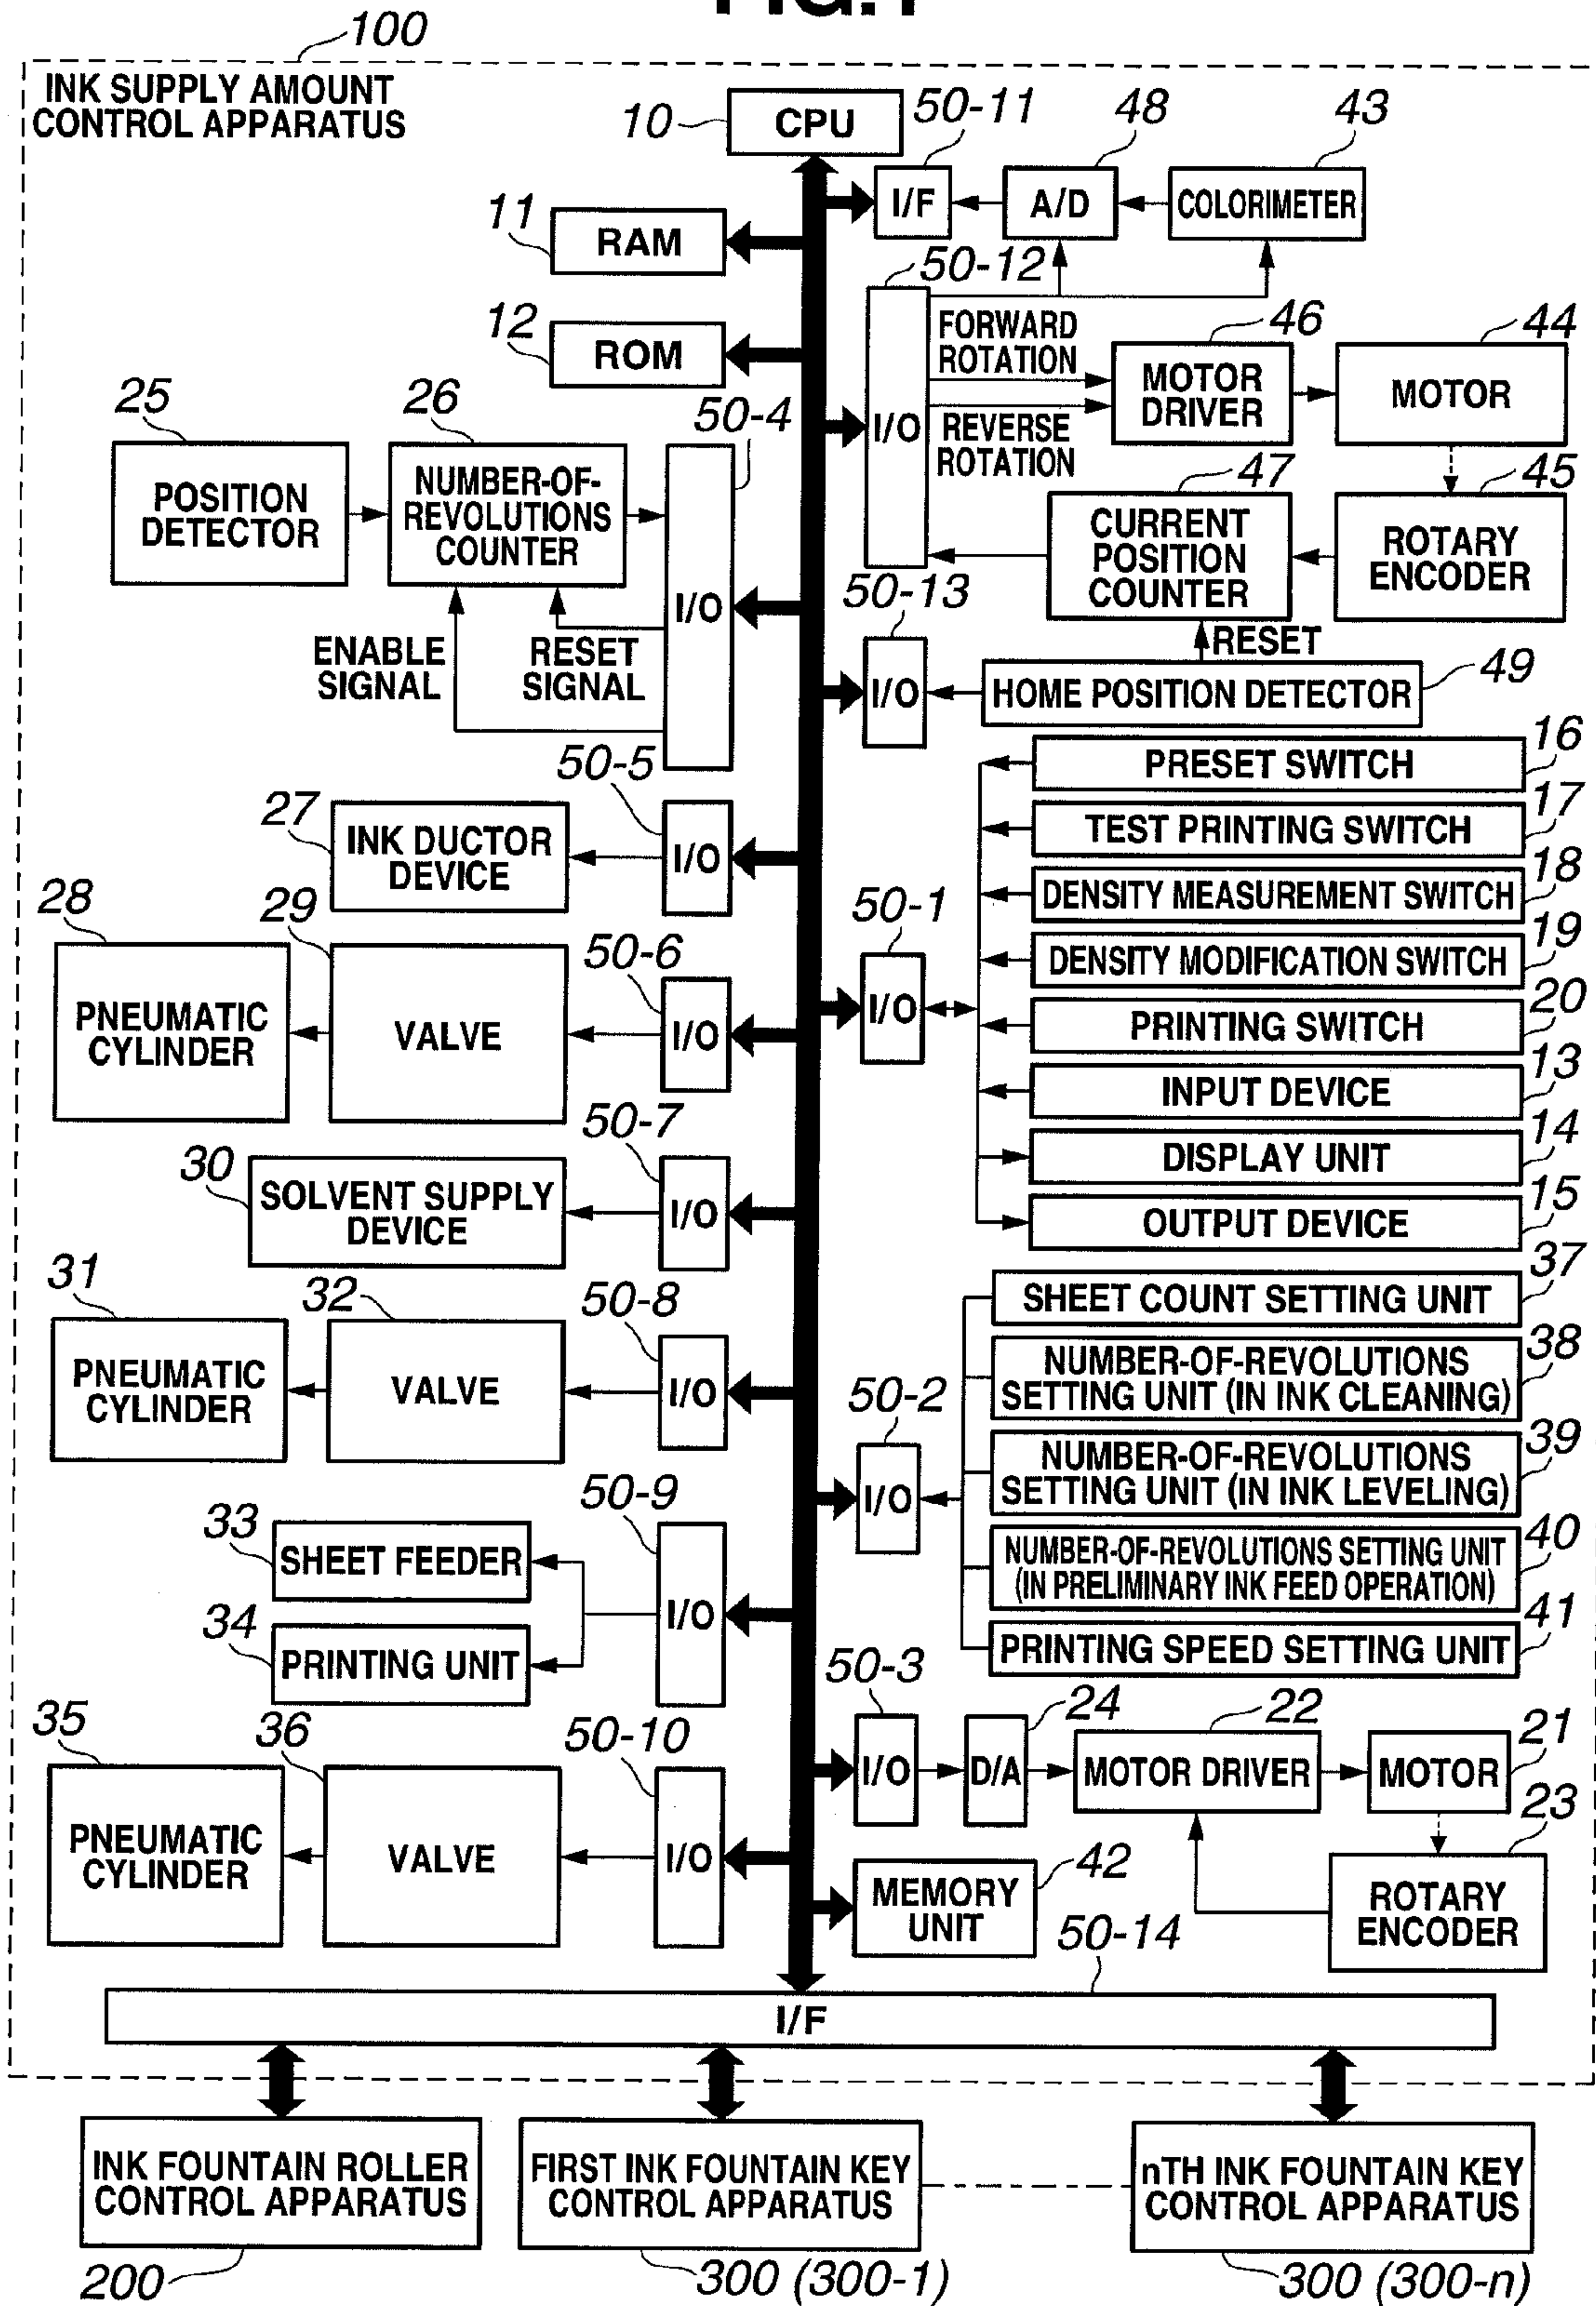 FIG.1
100
INK SUPPLY AMOUNT
CONTROL APPARATUS
10
CPU
50-11
48
43
I/F
A/D
COLORIMETER
11
RAM
50-12
12
ROM
FORWARD
ROTATION
46
44
MOTOR
DRIVER
MOTOR
I/O
REVERSE
ROTATION
25
26
50-4
POSITION
DETECTOR
NUMBER-OF-
REVOLUTIONS
COUNTER
I/O
47
45
CURRENT
POSITION
COUNTER
ROTARY
ENCODER
ENABLE
SIGNAL
RESET
SIGNAL
50-13
RESET
I/O
HOME POSITION DETECTOR
49
50-5
27
INK DUCTOR
DEVICE
I/O
PRESET SWITCH
16
TEST PRINTING SWITCH
17
DENSITY MEASUREMENT SWITCH
18
DENSITY MODIFICATION SWITCH
19
50-1
I/O
PRINTING SWITCH
20
INPUT DEVICE
13
DISPLAY UNIT
14
OUTPUT DEVICE
15
28
29
50-6
PNEUMATIC
CYLINDER
VALVE
I/O
50-7
30
SOLVENT SUPPLY
DEVICE
I/O
31
32
50-8
PNEUMATIC
CYLINDER
VALVE
I/O
SHEET COUNT SETTING UNIT
37
NUMBER-OF-REVOLUTIONS
SETTING UNIT (IN INK CLEANING)
38
50-2
I/O
NUMBER-OF-REVOLUTIONS
SETTING UNIT (IN INK LEVELING)
39
NUMBER-OF-REVOLUTIONS SETTING UNIT
(IN PRELIMINARY INK FEED OPERATION)
40
PRINTING SPEED SETTING UNIT
41
50-9
33
SHEET FEEDER
I/O
34
PRINTING UNIT
50-3
24
22
21
I/O
D/A
MOTOR DRIVER
MOTOR
23
ROTARY
ENCODER
35
36
50-10
PNEUMATIC
CYLINDER
VALVE
I/O
MEMORY
UNIT
42
50-14
I/F
INK FOUNTAIN ROLLER
CONTROL APPARATUS
FIRST INK FOUNTAIN KEY
CONTROL APPARATUS
nTH INK FOUNTAIN KEY
CONTROL APPARATUS
200
300 (300-1)
300 (300-n)